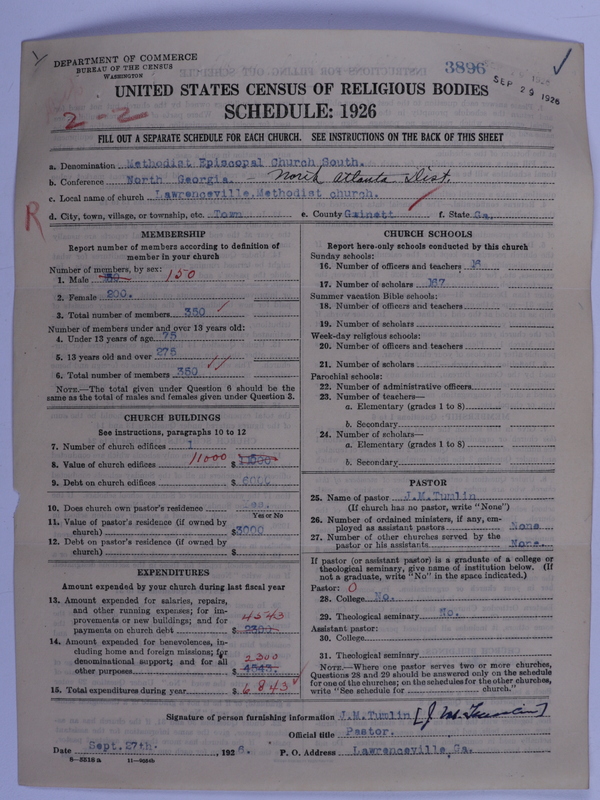 DEPARTMENT OF COMMERCE
BUREAU OF THE CENSUS
WASHINGTON
3896
SEP 29 1926
UNITED STATES CENSUS OF RELIGIOUS BODIES
SCHEDULE: 1926
2-2
FILL OUT A SEPARATE SCHEDULE FOR EACH CHURCH. SEE INSTRUCTIONS ON THE BACK OF THIS SHEET
a. Denomination Methodist Episcopal Church South.
b. Conference North Georgia. - North Atlanta Dist.
c. Local name of church Lawrenceville, Methodist church.
R
d. City, town, village, or township, etc. Town e. County Gwinett f. State Ga.
MEMBERSHIP
Report number of members according to definition of
member in your church
Number of members, by sex:
1. Male 150
2. Female 200.
3. Total number of members 350
Number of members under and over 13 years old:
4. Under 13 years of age 75
5. 13 years old and over 275
6. Total number of members 350
NOTE.—The total given under Question 6 should be the
same as the total of males and females given under Question 3.
CHURCH BUILDINGS
See instructions, paragraphs 10 to 12
7. Number of church edifices 1
8. Value of church edifices 11000 $
9. Debt on church edifices $ 6000
10. Does church own pastor's residence Yes.
Yes or No
11. Value of pastor's residence (if owned by
church) $3000
12. Debt on pastor's residence (if owned by
church) $
EXPENDITURES
Amount expended by your church during last fiscal year
13. Amount expended for salaries, repairs,
and other running expenses; for im-
provements or new buildings; and for 4543
payments on church debt $ 2300
14. Amount expended for benevolences, in-
cluding home and foreign missions; for
denominational support; and for all 2300
other purposes $ 4543.
15. Total expenditures during year $ 6843
CHURCH SCHOOLS
Report here only schools conducted by this church
Sunday schools:
16. Number of officers and teachers 16
17. Number of scholars 167
Summer vacation Bible schools:
18. Number of officers and teachers
19. Number of scholars
Week-day religious schools:
20. Number of officers and teachers
21. Number of scholars
Parochial schools:
22. Number of administrative officers
23. Number of teachers—
a. Elementary (grades 1 to 8)
b. Secondary
24. Number of scholars—
a. Elementary (grades 1 to 8)
b. Secondary
PASTOR
25. Name of pastor J.M.Tumlin
(If church has no pastor, write "None")
26. Number of ordained ministers, if any, em-
ployed as assistant pastors None
27. Number of other churches served by the
pastor or his assistants None.
If pastor (or assistant pastor) is a graduate of a college or
theological seminary, give name of institution below. (If
not a graduate, write "No" in the space indicated.)
Pastor: 0
28. College No.
29. Theological seminary No.
Assistant pastor:
30. College
31. Theological seminary
NOTE.—Where one pastor serves two or more churches,
Questions 28 and 29 should be answered only on the schedule
for one of the churches; on the schedules for the other churches,
write "See schedule for church."
Signature of person furnishing information J.M.Tumlin [J M Tumlin]
Official title Pastor.
Date Sept.27th. 1926. P. O. Address Lawrenceville Ga.
8—5216a 11—9024b